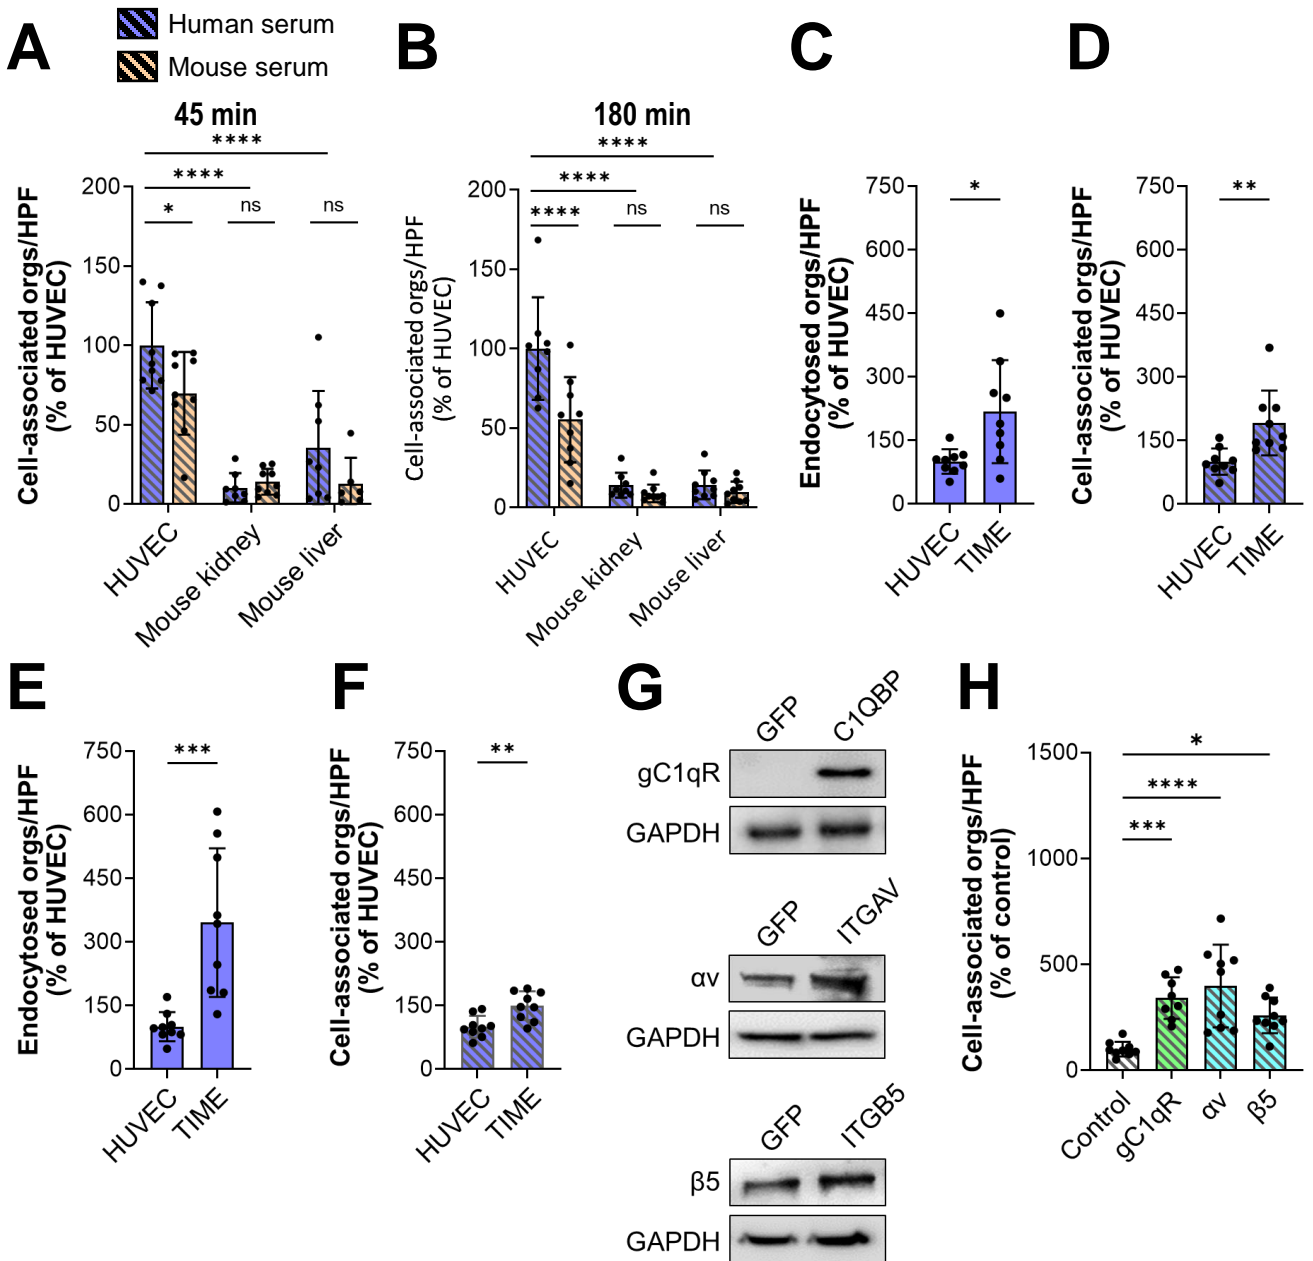 A
Human serum
Mouse serum
45 min
****
****
*
ns
ns
Cell-associated orgs/HPF
(% of HUVEC)
200
150
100
50
0
HUVEC
Mouse kidney
Mouse liver
B
180 min
****
****
****
ns
ns
Cell-associated orgs/HPF
(% of HUVEC)
200
150
100
50
0
HUVEC
Mouse kidney
Mouse liver
C
*
Endocytosed orgs/HPF
(% of HUVEC)
750
600
450
300
150
0
HUVEC
TIME
D
**
Cell-associated orgs/HPF
(% of HUVEC)
750
600
450
300
150
0
HUVEC
TIME
E
***
Endocytosed orgs/HPF
(% of HUVEC)
750
600
450
300
150
0
HUVEC
TIME
F
**
Cell-associated orgs/HPF
(% of HUVEC)
750
600
450
300
150
0
HUVEC
TIME
G
GFP
C1QBP
gC1qR
GAPDH
GFP
ITGAV
αv
GAPDH
GFP
ITGB5
β5
GAPDH
H
*
****
***
Cell-associated orgs/HPF
(% of control)
1500
1000
500
0
Control
gC1qR
αv
β5